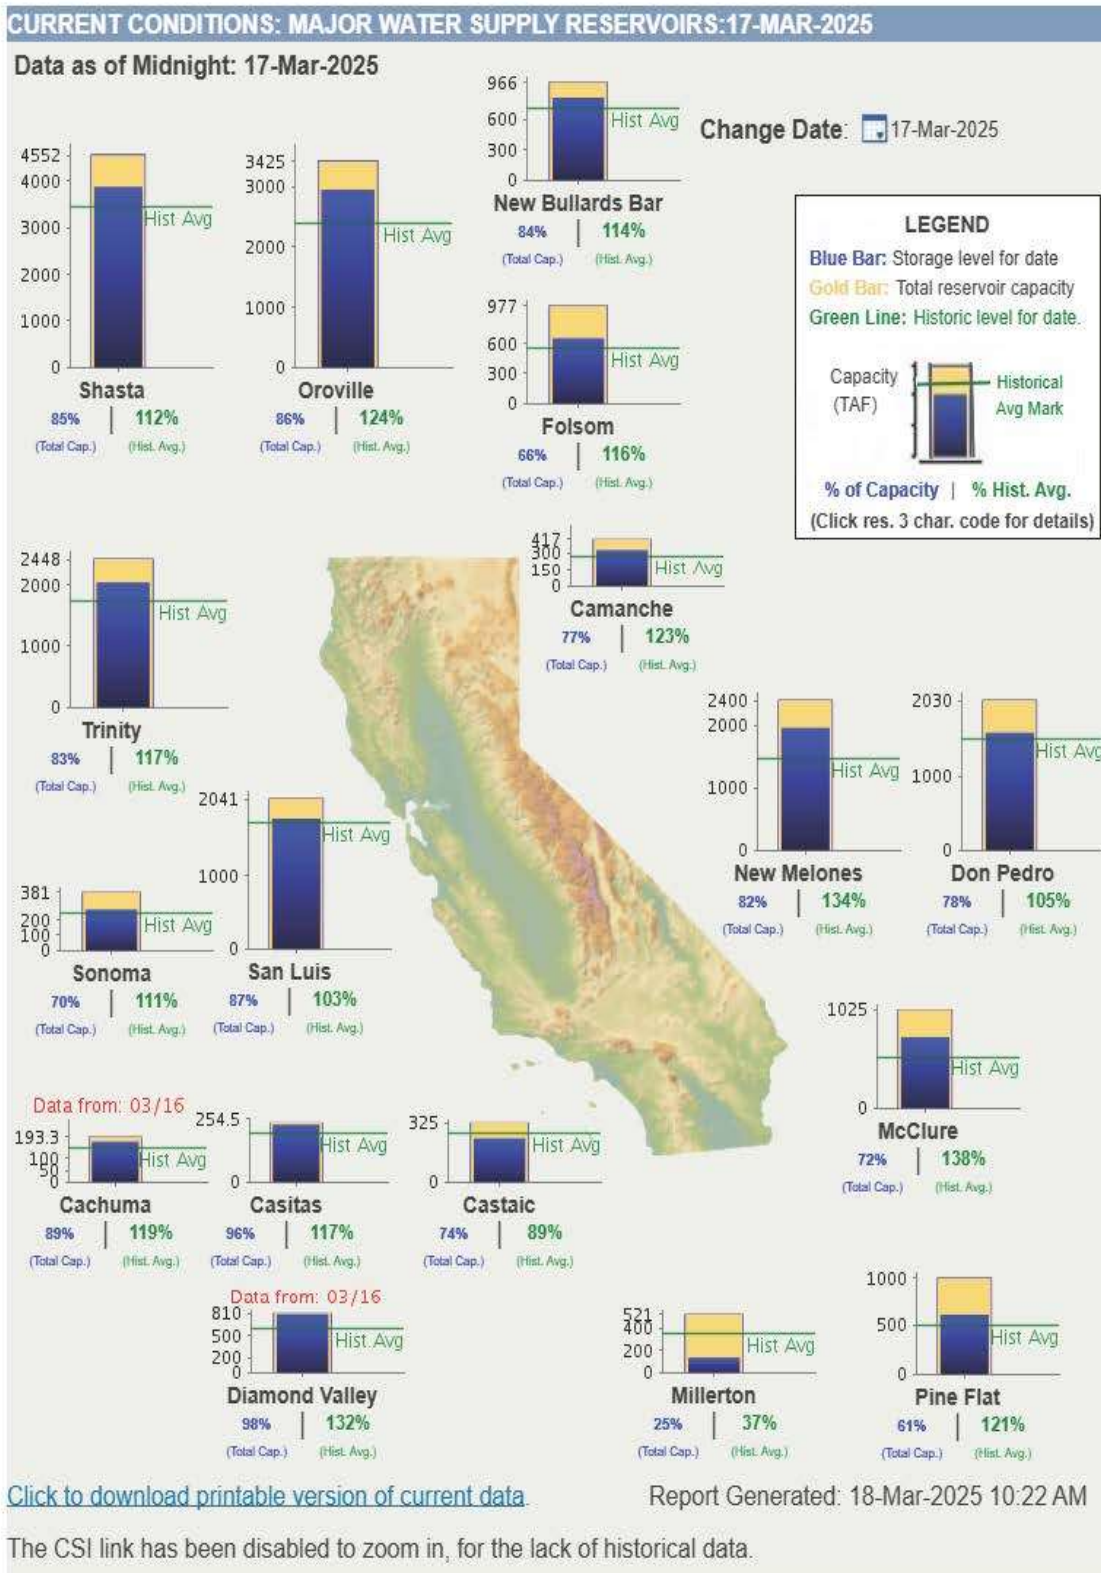 CURRENT CONDITIONS: MAJOR WATER SUPPLY RESERVOIRS:17-MAR-2025
Data as of Midnight: 17-Mar-2025
Change Date: 17-Mar-2025
4552
4000
3000
2000
1000
0
Hist Avg
Shasta
85% | 112%
(Total Cap.) (Hist. Avg.)
3425
3000
2000
1000
0
Hist Avg
Oroville
86% | 124%
(Total Cap.) (Hist. Avg.)
966
600
300
0
Hist Avg
New Bullards Bar
84% | 114%
(Total Cap.) (Hist. Avg.)
977
600
300
0
Hist Avg
Folsom
66% | 116%
(Total Cap.) (Hist. Avg.)
LEGEND
Blue Bar: Storage level for date
Gold Bar: Total reservoir capacity
Green Line: Historic level for date.
Capacity
(TAF)
Historical
Avg Mark
% of Capacity | % Hist. Avg.
(Click res. 3 char. code for details)
2448
2000
1000
0
Hist Avg
Trinity
83% | 117%
(Total Cap.) (Hist. Avg.)
417
300
150
0
Hist Avg
Camanche
77% | 123%
(Total Cap.) (Hist. Avg.)
2400
2000
1000
0
Hist Avg
New Melones
82% | 134%
(Total Cap.) (Hist. Avg.)
2030
1000
0
Hist Avg
Don Pedro
78% | 105%
(Total Cap.) (Hist. Avg.)
381
200
100
0
Hist Avg
Sonoma
70% | 111%
(Total Cap.) (Hist. Avg.)
2041
1000
0
Hist Avg
San Luis
87% | 103%
(Total Cap.) (Hist. Avg.)
1025
0
Hist Avg
McClure
72% | 138%
(Total Cap.) (Hist. Avg.)
Data from: 03/16
193.3
100
50
0
Hist Avg
Cachuma
89% | 119%
(Total Cap.) (Hist. Avg.)
254.5
0
Hist Avg
Casitas
96% | 117%
(Total Cap.) (Hist. Avg.)
325
0
Hist Avg
Castaic
74% | 89%
(Total Cap.) (Hist. Avg.)
Data from: 03/16
810
500
200
0
Hist Avg
Diamond Valley
98% | 132%
(Total Cap.) (Hist. Avg.)
521
400
200
0
Hist Avg
Millerton
25% | 37%
(Total Cap.) (Hist. Avg.)
1000
500
0
Hist Avg
Pine Flat
61% | 121%
(Total Cap.) (Hist. Avg.)
Click to download printable version of current data.
Report Generated: 18-Mar-2025 10:22 AM
The CSI link has been disabled to zoom in, for the lack of historical data.